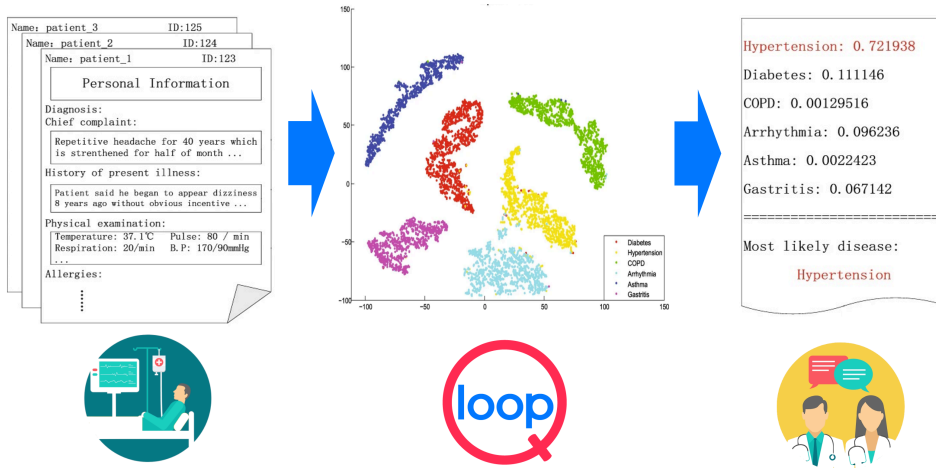 Name: patient_3 ID:125
Name: patient_2 ID:124
Name: patient_1 ID:123
Personal Information
Diagnosis:
Chief complaint:
Repetitive headache for 40 years which
is strenthened for half of month ...
History of present illness:
Patient said he began to appear dizziness
8 years ago without obvious incentive ...
Physical examination:
Temperature: 37.1℃ Pulse: 80 / min
Respiration: 20/min B.P: 170/90mmHg
...
Allergies:
150
100
50
0
−50
−100
−100
−50
0
50
100
150
Diabetes
Hypertension
COPD
Arrhythmia
Asthma
Gastritis
Hypertension: 0.721938
Diabetes: 0.111146
COPD: 0.00129516
Arrhythmia: 0.096236
Asthma: 0.0022423
Gastritis: 0.067142
Most likely disease:
Hypertension
loop